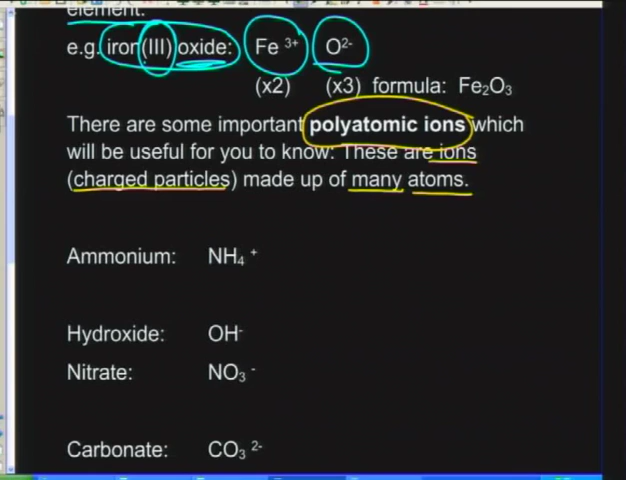 element.
e.g. iron(III) oxide: Fe ³⁺ O²⁻
(x2) (x3) formula: Fe₂O₃
There are some important polyatomic ions which
will be useful for you to know. These are ions
(charged particles) made up of many atoms.
Ammonium: NH₄ ⁺
Hydroxide: OH⁻
Nitrate: NO₃ ⁻
Carbonate: CO₃ ²⁻